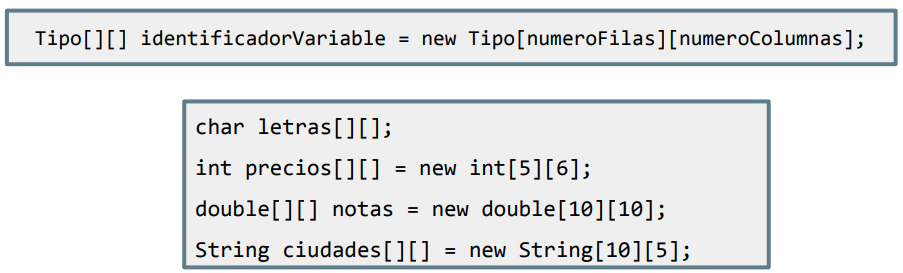 Tipo[][] identificadorVariable = new Tipo[numeroFilas][numeroColumnas];
char letras[][];
int precios[][] = new int[5][6];
double[][] notas = new double[10][10];
String ciudades[][] = new String[10][5];